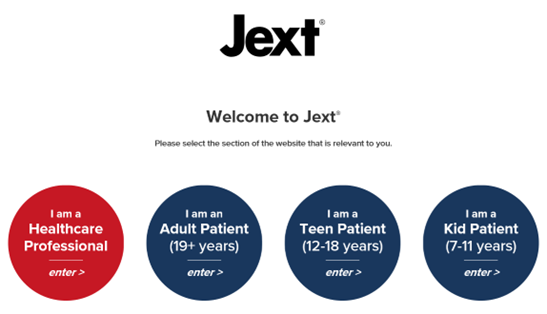 Jext®
Welcome to Jext®
Please select the section of the website that is relevant to you.
I am a
Healthcare
Professional
enter >
I am an
Adult Patient
(19+ years)
enter >
I am a
Teen Patient
(12-18 years)
enter >
I am a
Kid Patient
(7-11 years)
enter >